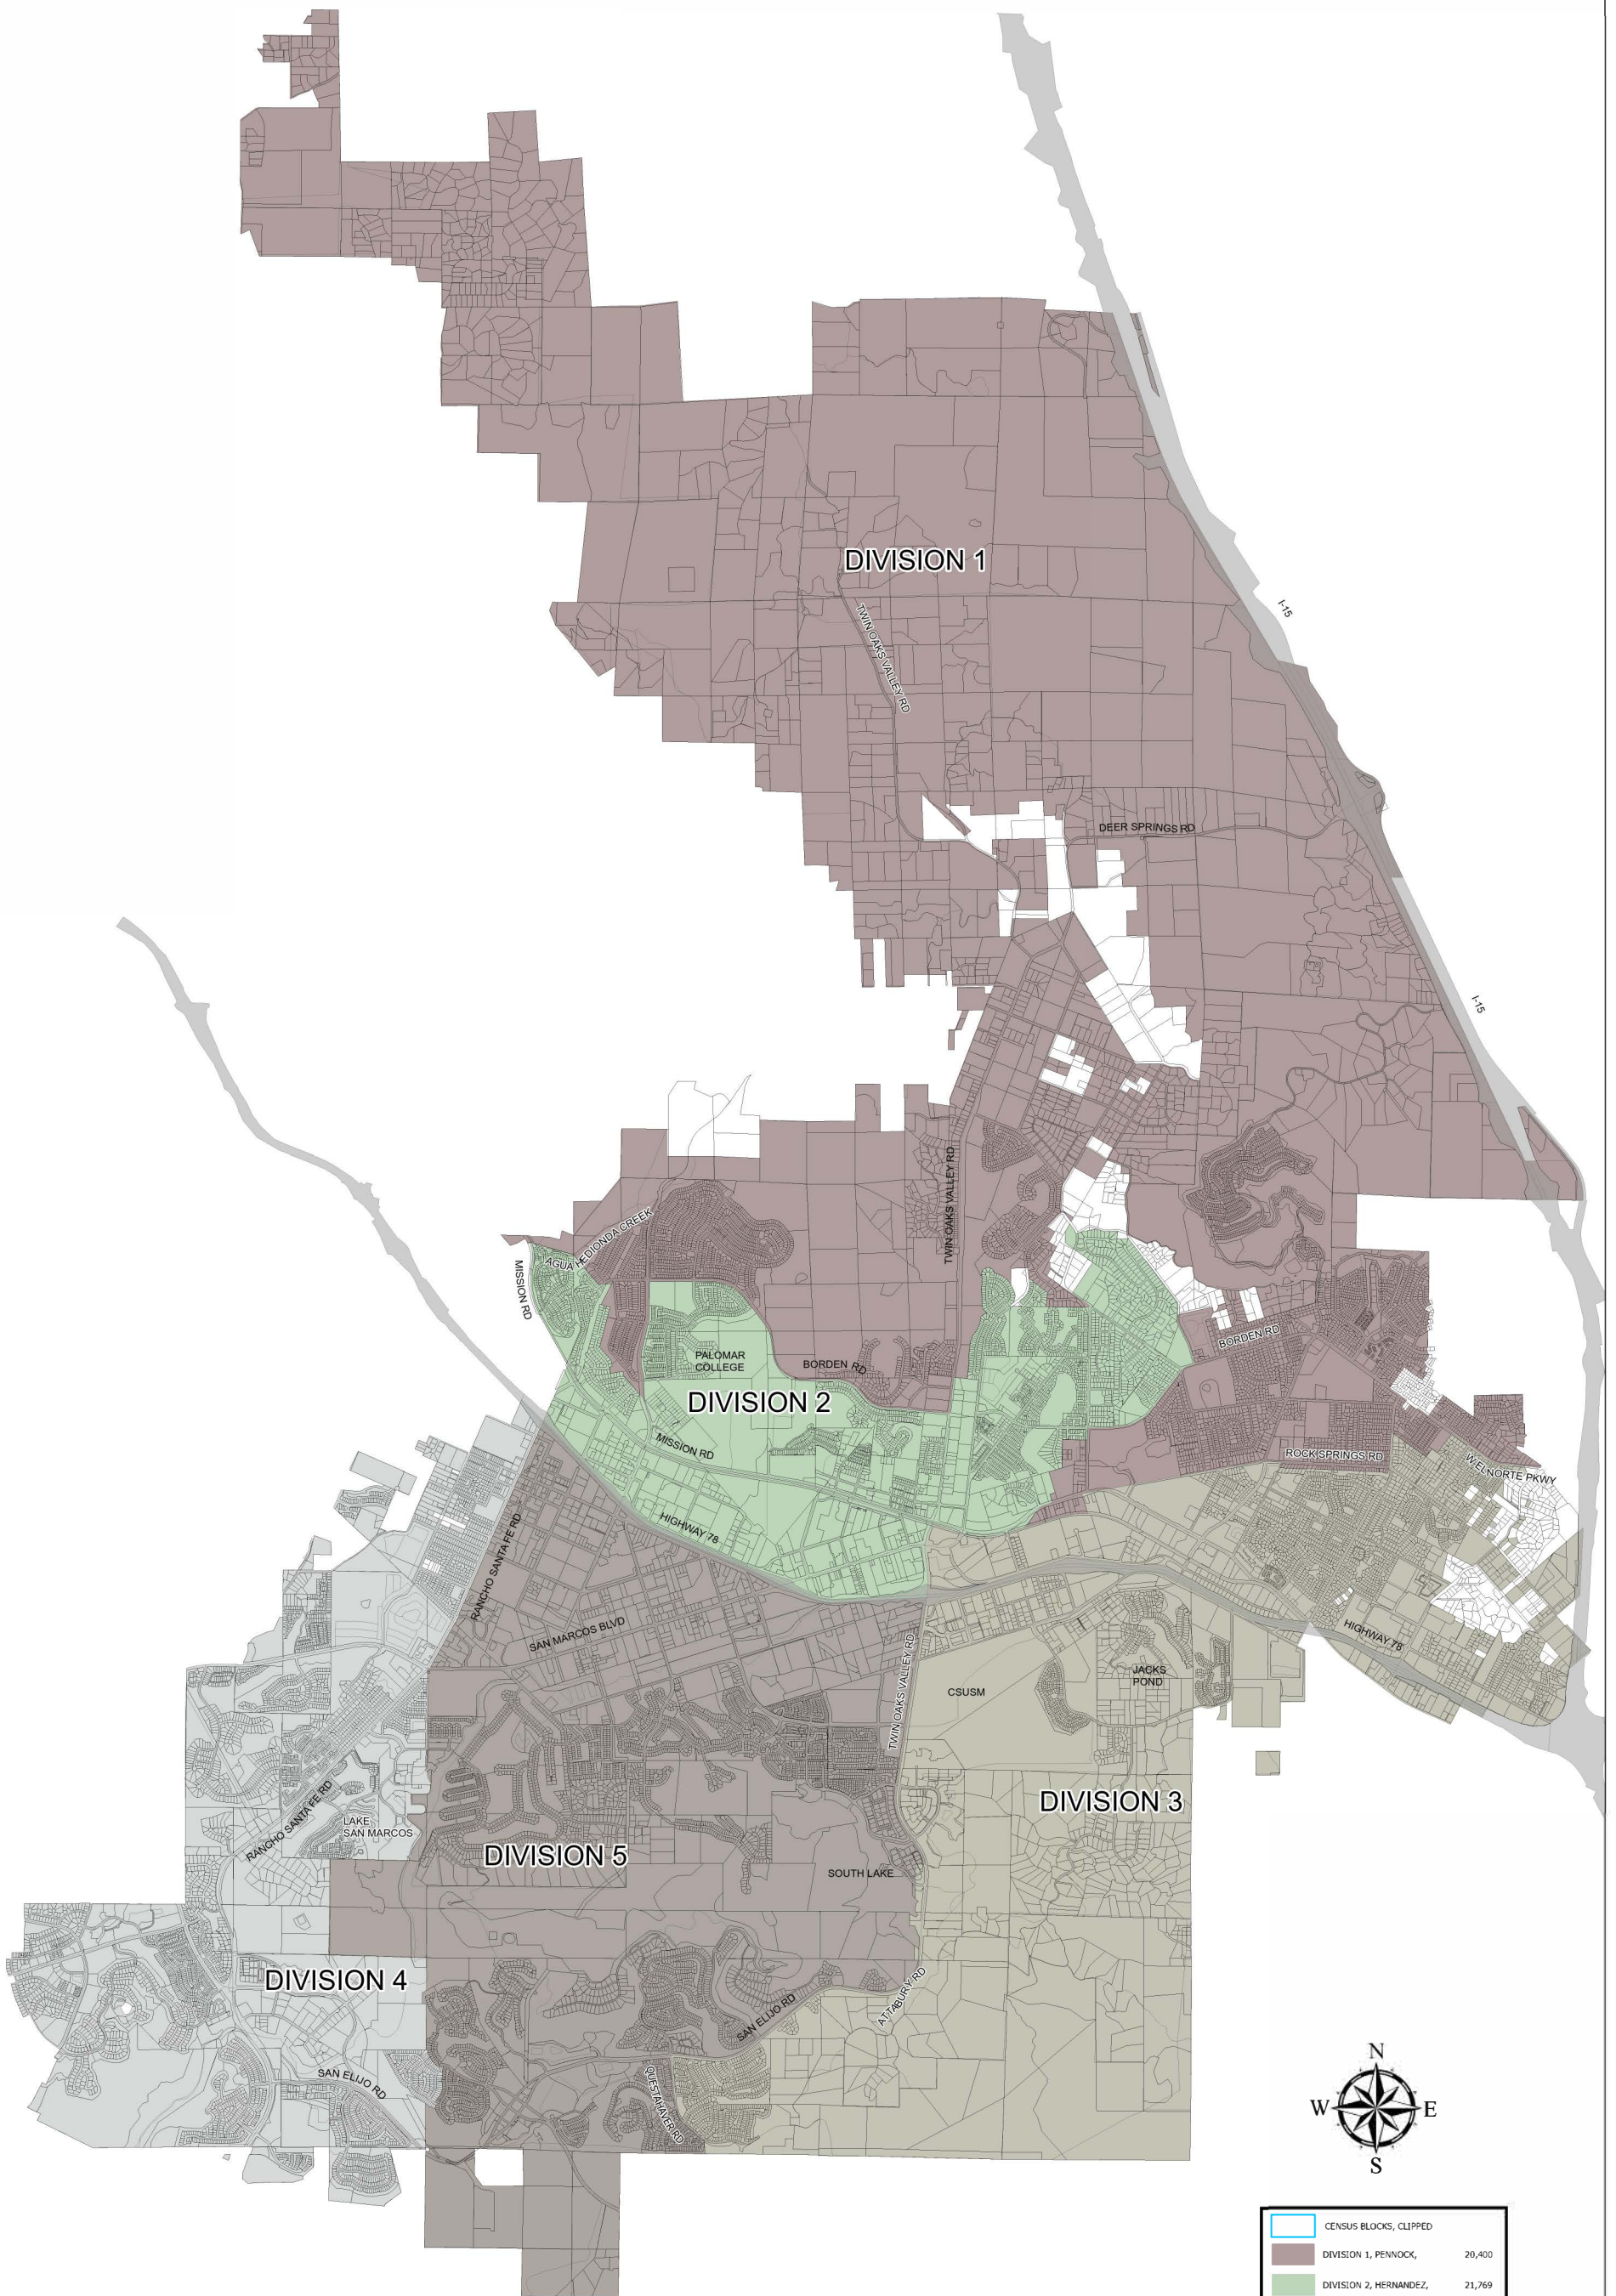 DIVISION 1
I-15
TWIN OAKS VALLEY RD
DEER SPRINGS RD
I-15
TWIN OAKS VALLEY RD
AGUA HEDIONDA CREEK
MISSION RD
BORDEN RD
PALOMAR
COLLEGE
BORDEN RD
DIVISION 2
MISSION RD
ROCK SPRINGS RD
W EL NORTE PKWY
HIGHWAY 78
RANCHO SANTA FE RD
SAN MARCOS BLVD
HIGHWAY 78
TWIN OAKS VALLEY RD
JACKS
POND
CSUSM
DIVISION 3
RANCHO SANTA FE RD
LAKE
SAN MARCOS
DIVISION 5
SOUTH LAKE
DIVISION 4
ATTABURY RD
SAN ELIJO RD
SAN ELIJO RD
QUESTAHAVER RD
N
W
E
S
CENSUS BLOCKS, CLIPPED
DIVISION 1, PENNOCK, 20,400
DIVISION 2, HERNANDEZ, 21,769